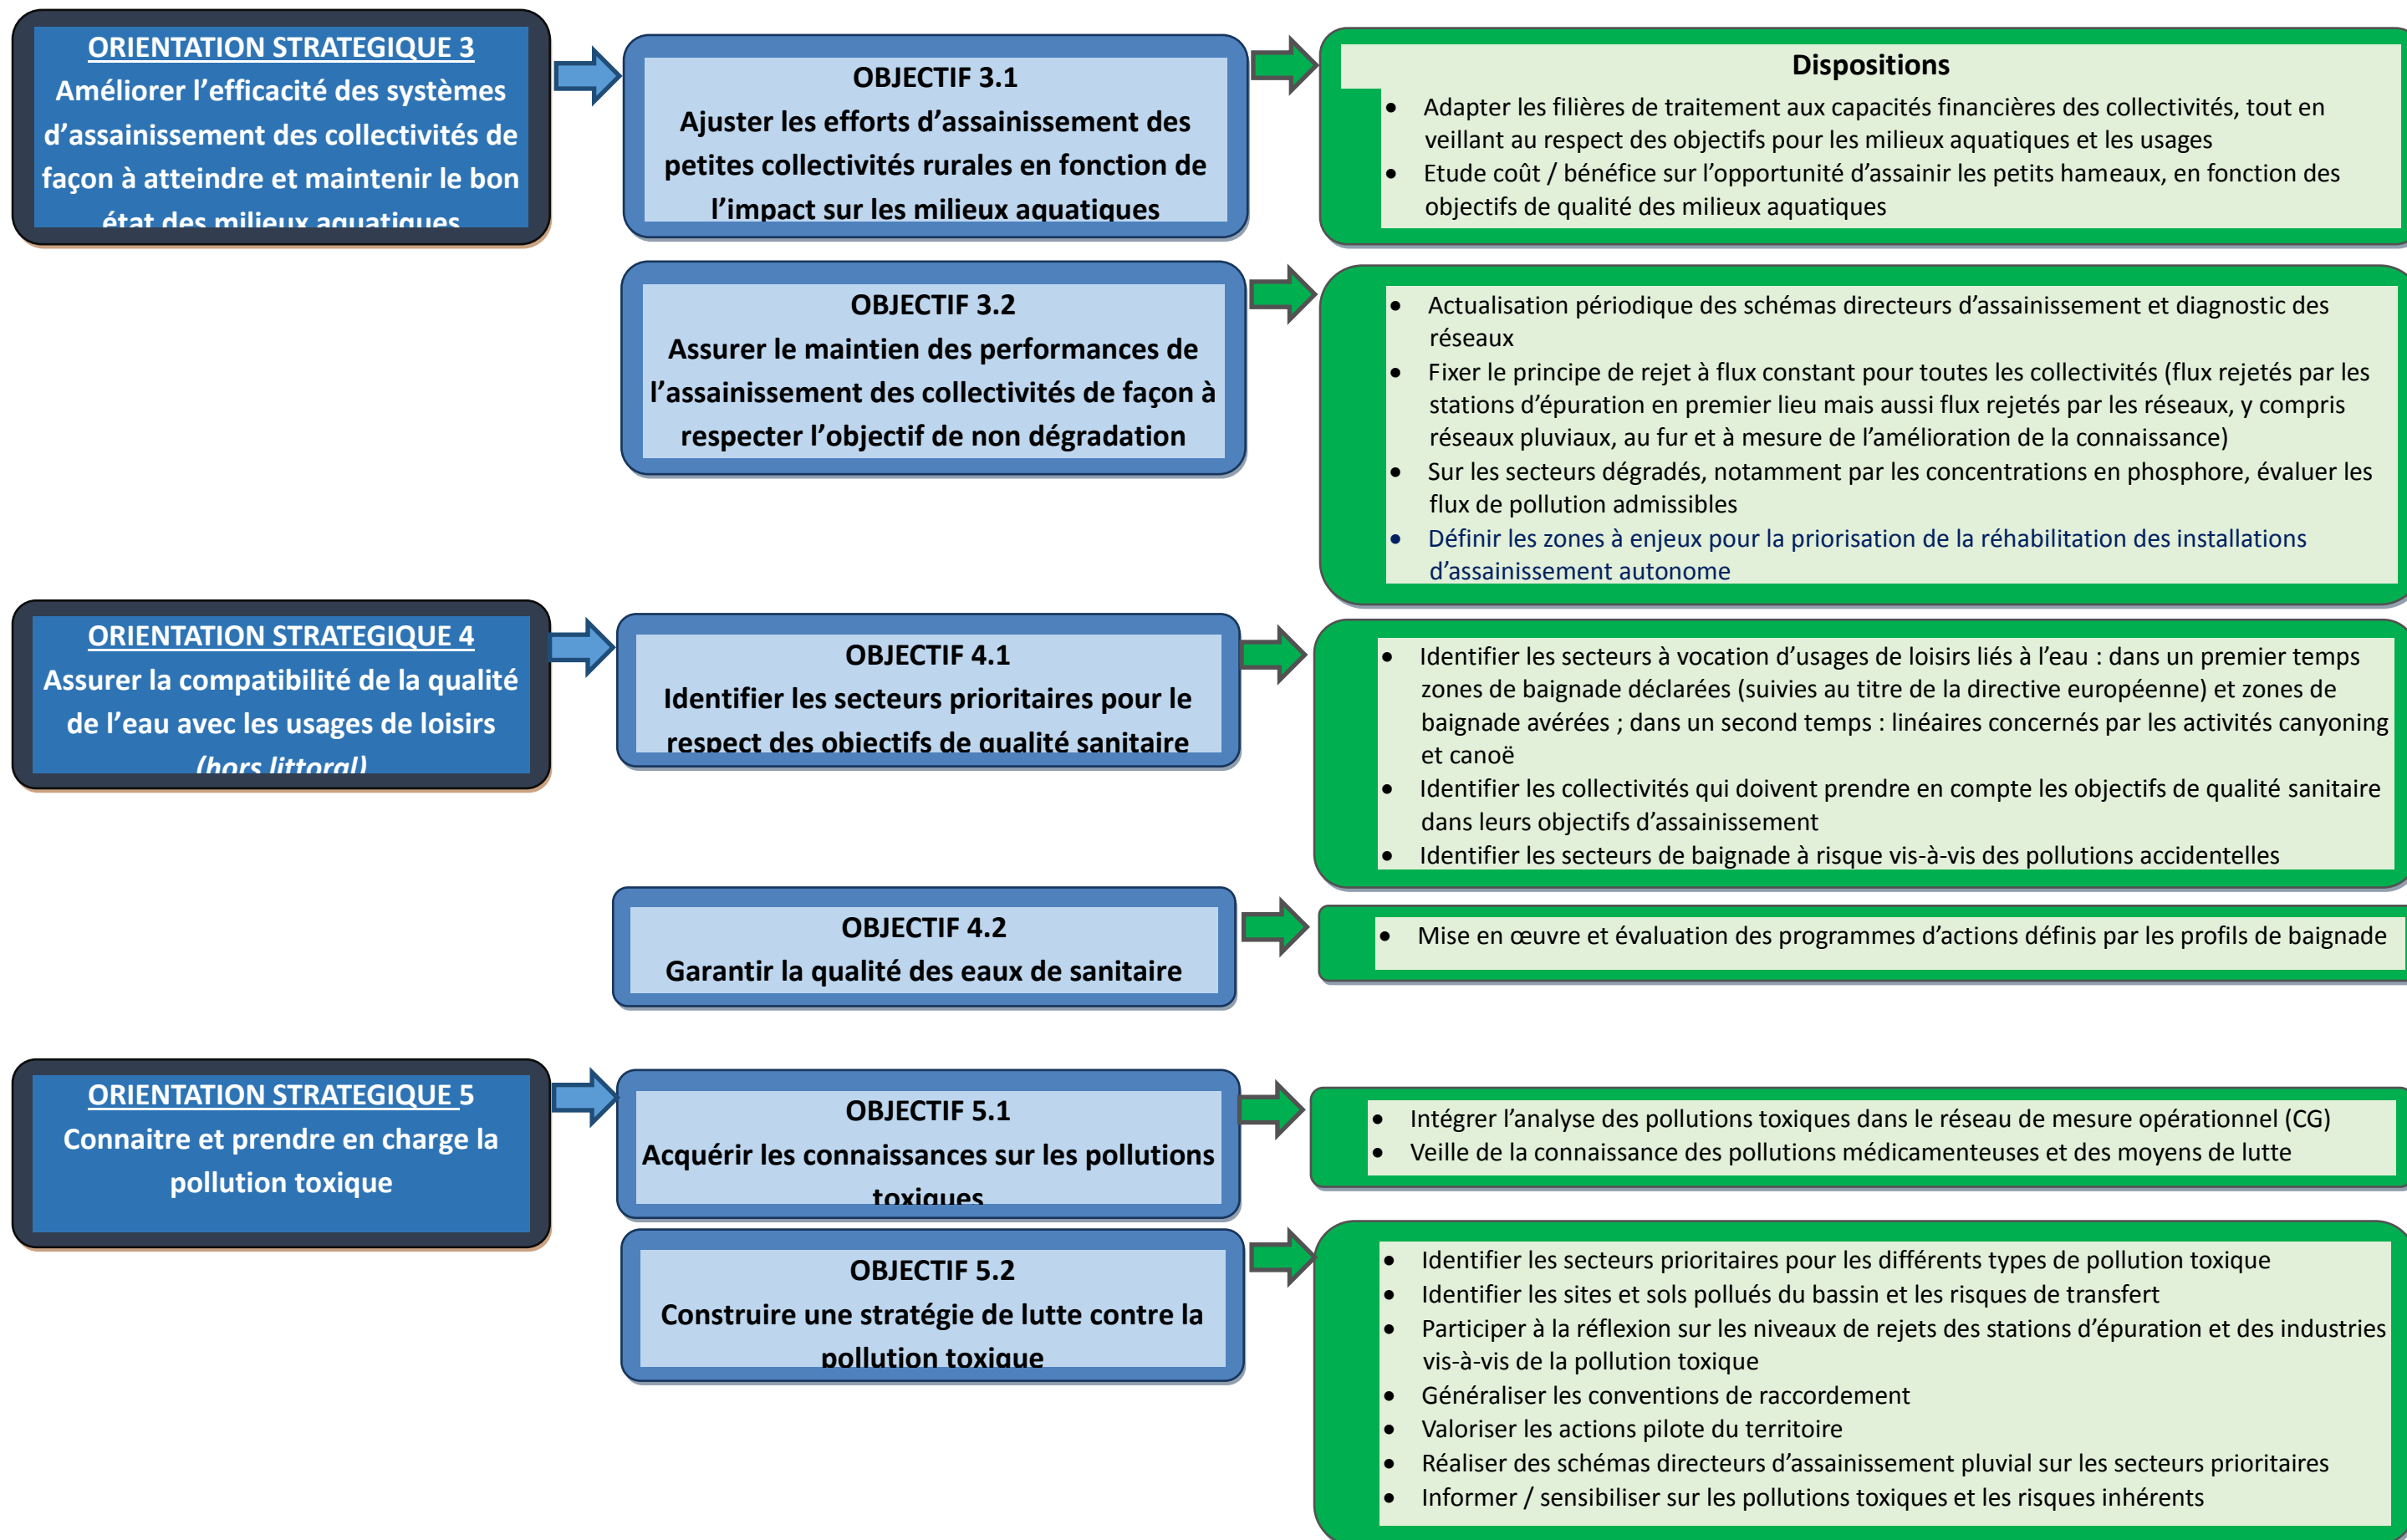 ORIENTATION STRATEGIQUE 3
Améliorer l’efficacité des systèmes
d’assainissement des collectivités de
façon à atteindre et maintenir le bon
état des milieux aquatiques
OBJECTIF 3.1
Ajuster les efforts d’assainissement des
petites collectivités rurales en fonction de
l’impact sur les milieux aquatiques
Dispositions
• Adapter les filières de traitement aux capacités financières des collectivités, tout en
veillant au respect des objectifs pour les milieux aquatiques et les usages
• Etude coût / bénéfice sur l’opportunité d’assainir les petits hameaux, en fonction des
objectifs de qualité des milieux aquatiques
OBJECTIF 3.2
Assurer le maintien des performances de
l’assainissement des collectivités de façon à
respecter l’objectif de non dégradation
• Actualisation périodique des schémas directeurs d’assainissement et diagnostic des
réseaux
• Fixer le principe de rejet à flux constant pour toutes les collectivités (flux rejetés par les
stations d’épuration en premier lieu mais aussi flux rejetés par les réseaux, y compris
réseaux pluviaux, au fur et à mesure de l’amélioration de la connaissance)
• Sur les secteurs dégradés, notamment par les concentrations en phosphore, évaluer les
flux de pollution admissibles
• Définir les zones à enjeux pour la priorisation de la réhabilitation des installations
d’assainissement autonome
ORIENTATION STRATEGIQUE 4
Assurer la compatibilité de la qualité
de l’eau avec les usages de loisirs
(hors littoral)
OBJECTIF 4.1
Identifier les secteurs prioritaires pour le
respect des objectifs de qualité sanitaire
• Identifier les secteurs à vocation d’usages de loisirs liés à l’eau : dans un premier temps
zones de baignade déclarées (suivies au titre de la directive européenne) et zones de
baignade avérées ; dans un second temps : linéaires concernés par les activités canyoning
et canoë
• Identifier les collectivités qui doivent prendre en compte les objectifs de qualité sanitaire
dans leurs objectifs d’assainissement
• Identifier les secteurs de baignade à risque vis-à-vis des pollutions accidentelles
OBJECTIF 4.2
Garantir la qualité des eaux de sanitaire
• Mise en œuvre et évaluation des programmes d’actions définis par les profils de baignade
ORIENTATION STRATEGIQUE 5
Connaitre et prendre en charge la
pollution toxique
OBJECTIF 5.1
Acquérir les connaissances sur les pollutions
toxiques
• Intégrer l’analyse des pollutions toxiques dans le réseau de mesure opérationnel (CG)
• Veille de la connaissance des pollutions médicamenteuses et des moyens de lutte
OBJECTIF 5.2
Construire une stratégie de lutte contre la
pollution toxique
• Identifier les secteurs prioritaires pour les différents types de pollution toxique
• Identifier les sites et sols pollués du bassin et les risques de transfert
• Participer à la réflexion sur les niveaux de rejets des stations d’épuration et des industries
vis-à-vis de la pollution toxique
• Généraliser les conventions de raccordement
• Valoriser les actions pilote du territoire
• Réaliser des schémas directeurs d’assainissement pluvial sur les secteurs prioritaires
• Informer / sensibiliser sur les pollutions toxiques et les risques inhérents